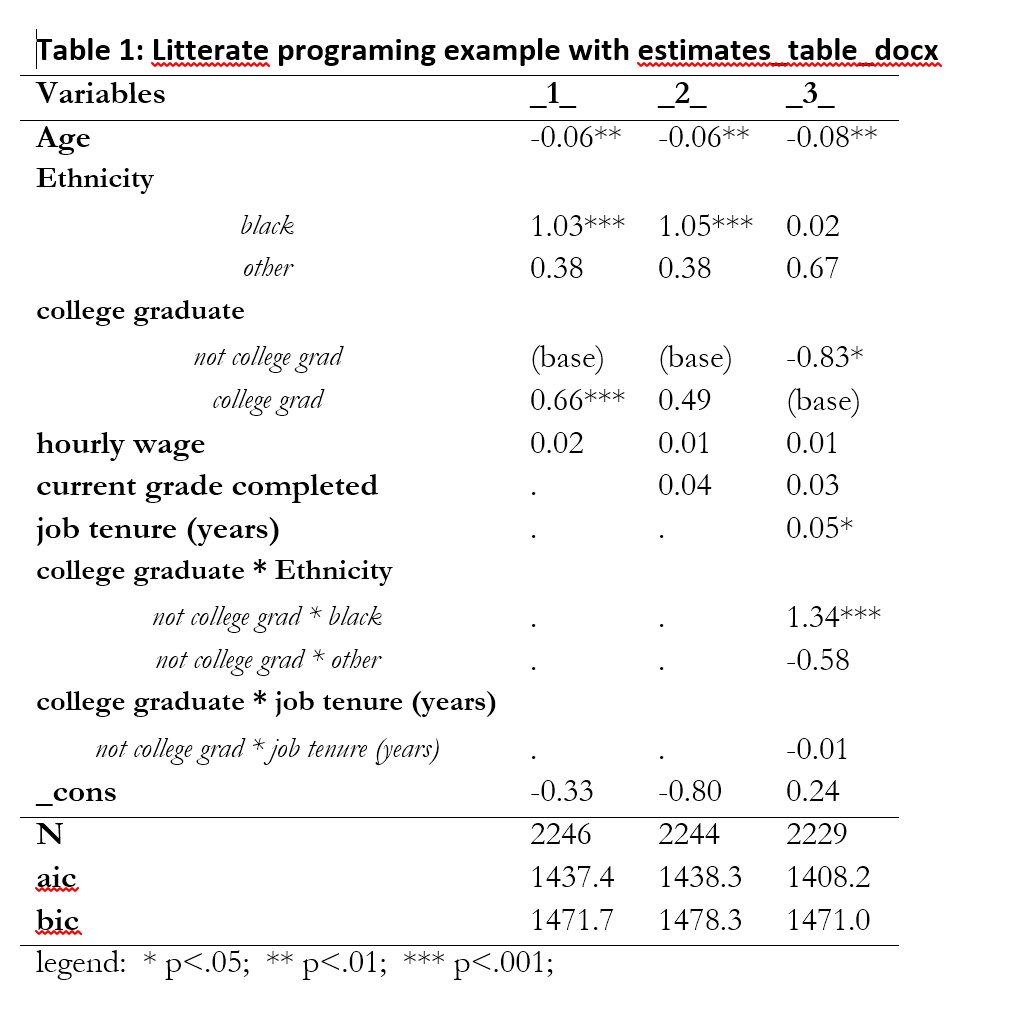 Table 1: Litterate programing example with estimates_table_docx
Variables _1_ _2_ _3_
Age -0.06** -0.06** -0.08**
Ethnicity
black 1.03*** 1.05*** 0.02
other 0.38 0.38 0.67
college graduate
not college grad (base) (base) -0.83*
college grad 0.66*** 0.49 (base)
hourly wage 0.02 0.01 0.01
current grade completed . 0.04 0.03
job tenure (years) . . 0.05*
college graduate * Ethnicity
not college grad * black . . 1.34***
not college grad * other . . -0.58
college graduate * job tenure (years)
not college grad * job tenure (years) . . -0.01
_cons -0.33 -0.80 0.24
N 2246 2244 2229
aic 1437.4 1438.3 1408.2
bic 1471.7 1478.3 1471.0
legend: * p<.05; ** p<.01; *** p<.001;